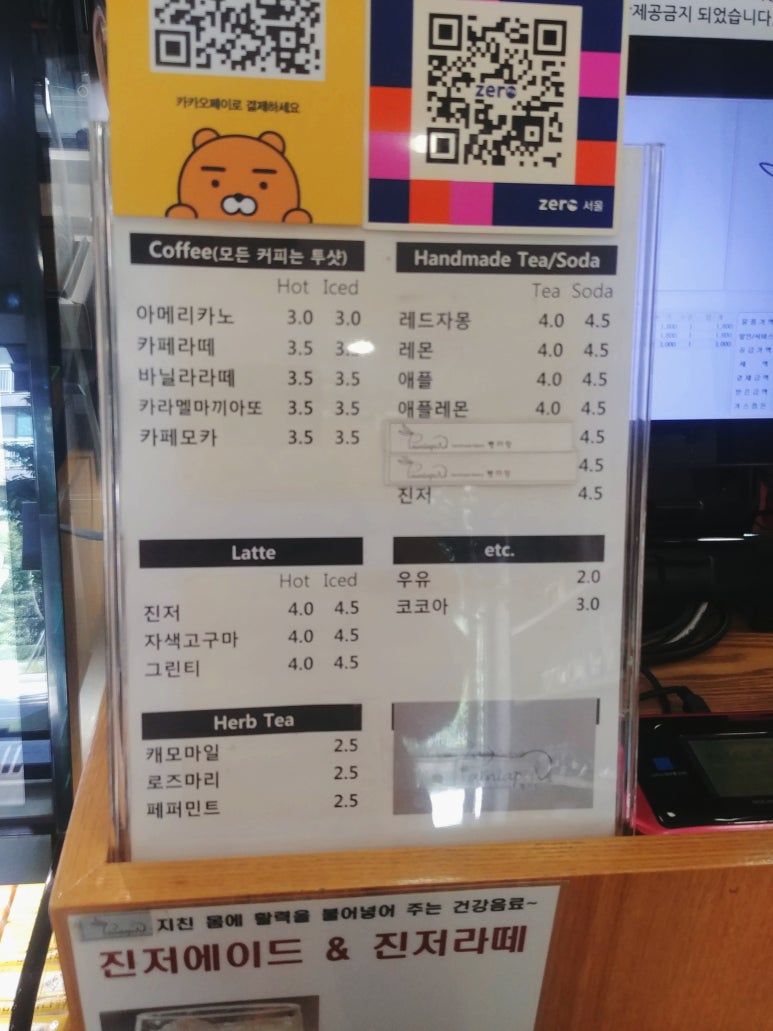 제공금지 되었습니다
카카오페이로 결제하세요
zero
zero 서울
Coffee(모든 커피는 투샷)
Hot Iced
아메리카노 3.0 3.0
카페라떼 3.5 3.5
바닐라라떼 3.5 3.5
카라멜마끼아또 3.5 3.5
카페모카 3.5 3.5
Handmade Tea/Soda
Tea Soda
레드자몽 4.0 4.5
레몬 4.0 4.5
애플 4.0 4.5
애플레몬 4.0 4.5
4.5
4.5
진저 4.5
Latte
Hot Iced
진저 4.0 4.5
자색고구마 4.0 4.5
그린티 4.0 4.5
etc.
우유 2.0
코코아 3.0
Herb Tea
캐모마일 2.5
로즈마리 2.5
페퍼민트 2.5
지친 몸에 활력을 불어넣어 주는 건강음료~
진저에이드 & 진저라떼